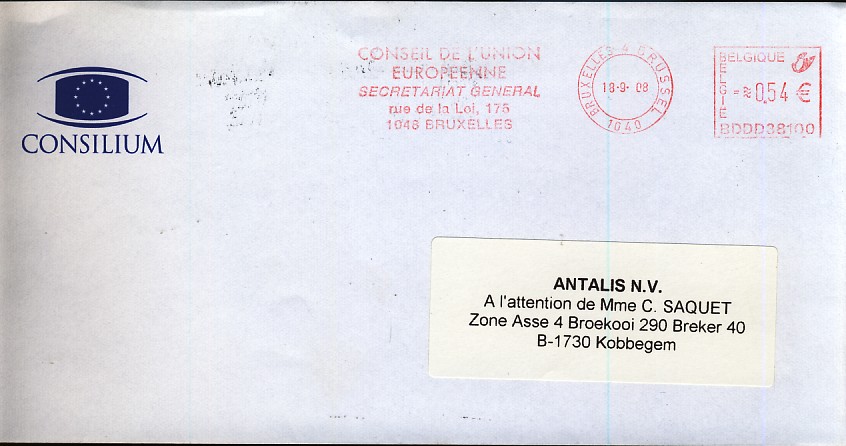 CONSILIUM
CONSEIL DE L'UNION
EUROPEENNE
SECRETARIAT GENERAL
rue de la Loi, 175
1048 BRUXELLES
BRUXELLES 4 BRUSSEL
18-9-08
1040
BELGIQUE
BELGIE
0,54 €
BDDD38100
ANTALIS N.V.
A l'attention de Mme C. SAQUET
Zone Asse 4 Broekooi 290 Breker 40
B-1730 Kobbegem